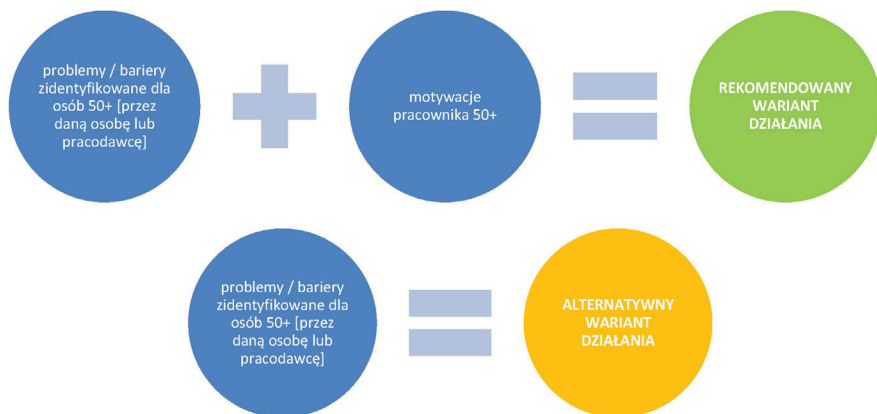 problemy / bariery
zidentyfikowane dla
osób 50+ [przez
daną osobę lub
pracodawcę]
motywacje
pracownika 50+
REKOMENDOWANY
WARIANT
DZIAŁANIA
problemy / bariery
zidentyfikowane dla
osób 50+ [przez
daną osobę lub
pracodawcę]
ALTERNATYWNY
WARIANT
DZIAŁANIA